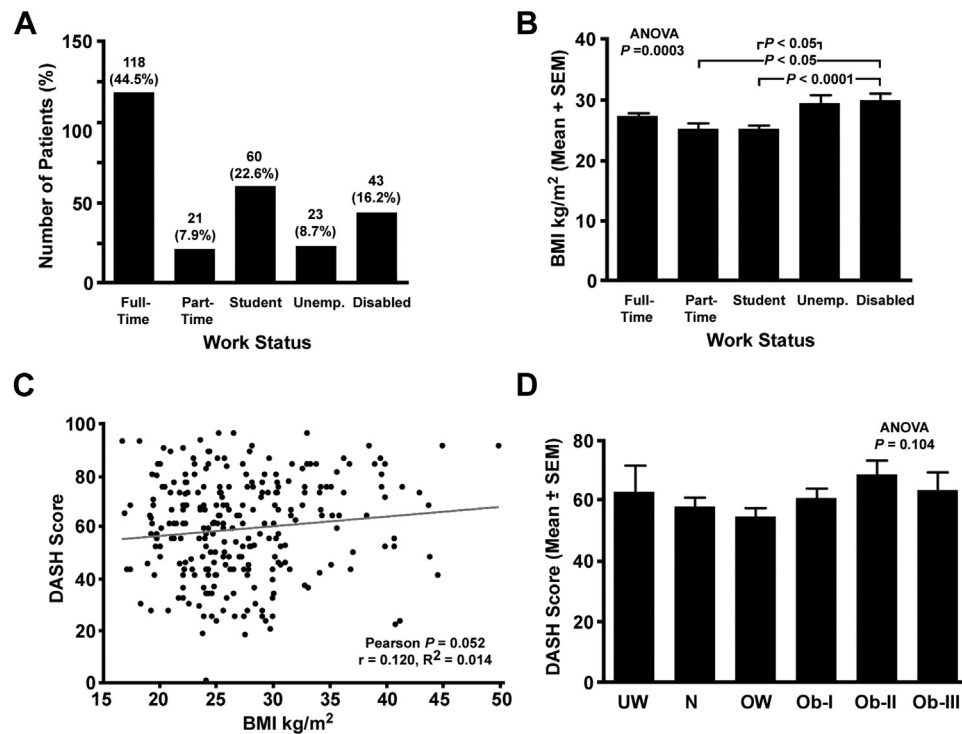 A
Number of Patients (%)
150
100
50
0
118
(44.5%)
21
(7.9%)
60
(22.6%)
23
(8.7%)
43
(16.2%)
Full-
Time
Part-
Time
Student
Unemp.
Disabled
Work Status
B
BMI kg/m² (Mean + SEM)
40
30
20
10
0
ANOVA
P =0.0003
P < 0.05
P < 0.05
P < 0.0001
Full-
Time
Part-
Time
Student
Unemp.
Disabled
Work Status
C
DASH Score
100
80
60
40
20
0
Pearson P = 0.052
r = 0.120, R² = 0.014
15 20 25 30 35 40 45 50
BMI kg/m²
D
DASH Score (Mean ± SEM)
80
60
40
20
0
ANOVA
P = 0.104
UW N OW Ob-I Ob-II Ob-III